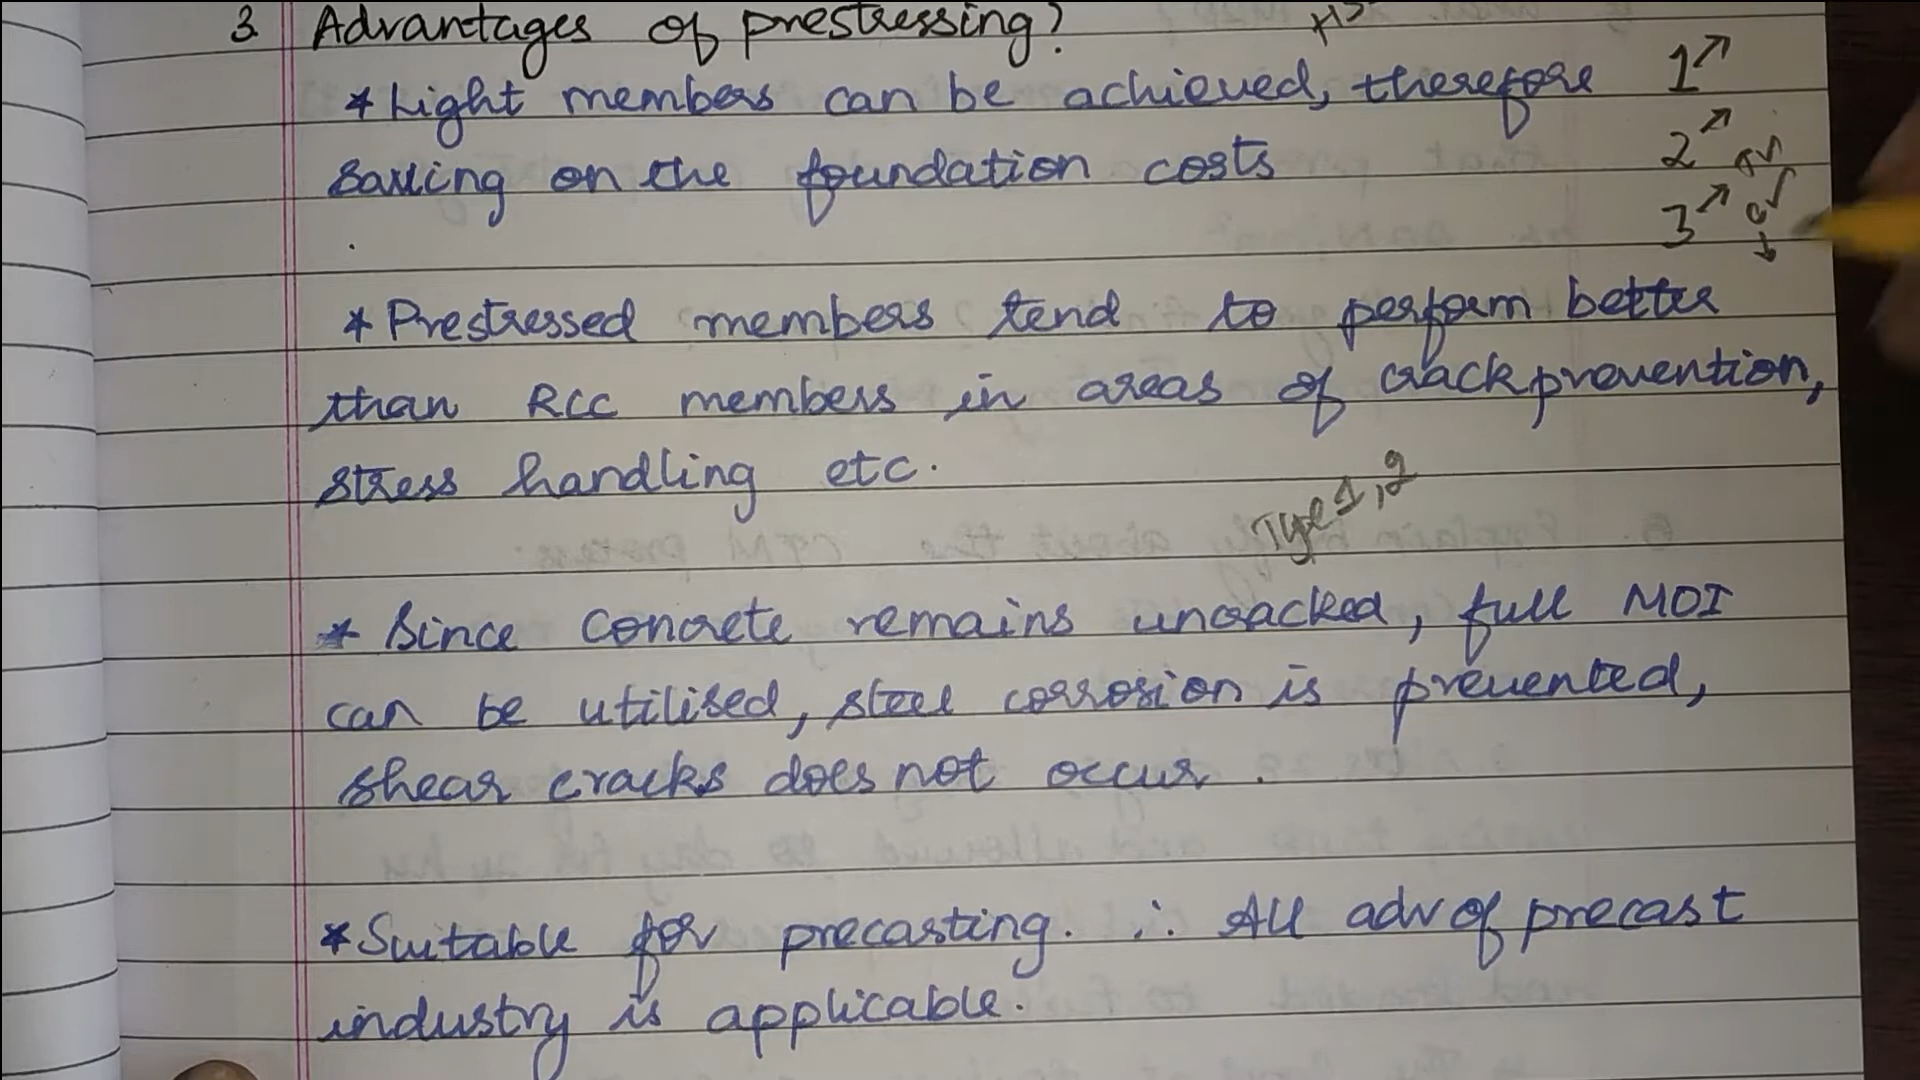 3 Advantages of prestressing?
* Light members can be achieved, therefore
saving on the foundation costs
1
2
3
* Prestressed members tend to perform better
than RCC members in areas of crack prevention,
stress handling etc.
Type 1, 2
* Since concrete remains uncracked, full MOI
can be utilised, steel corrosion is prevented,
shear cracks does not occur.
* Suitable for precasting. ∴ All adv of precast
industry is applicable.